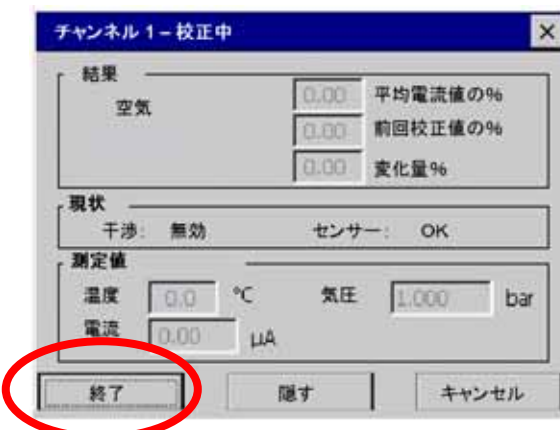 チャンネル 1 – 校正中
結果
空気
0.00 平均電流値の%
0.00 前回校正値の%
0.00 変化量%
現状
干渉: 無効 センサー: OK
測定値
温度 0.0 °C 気圧 1.000 bar
電流 0.00 µA
終了 隠す キャンセル